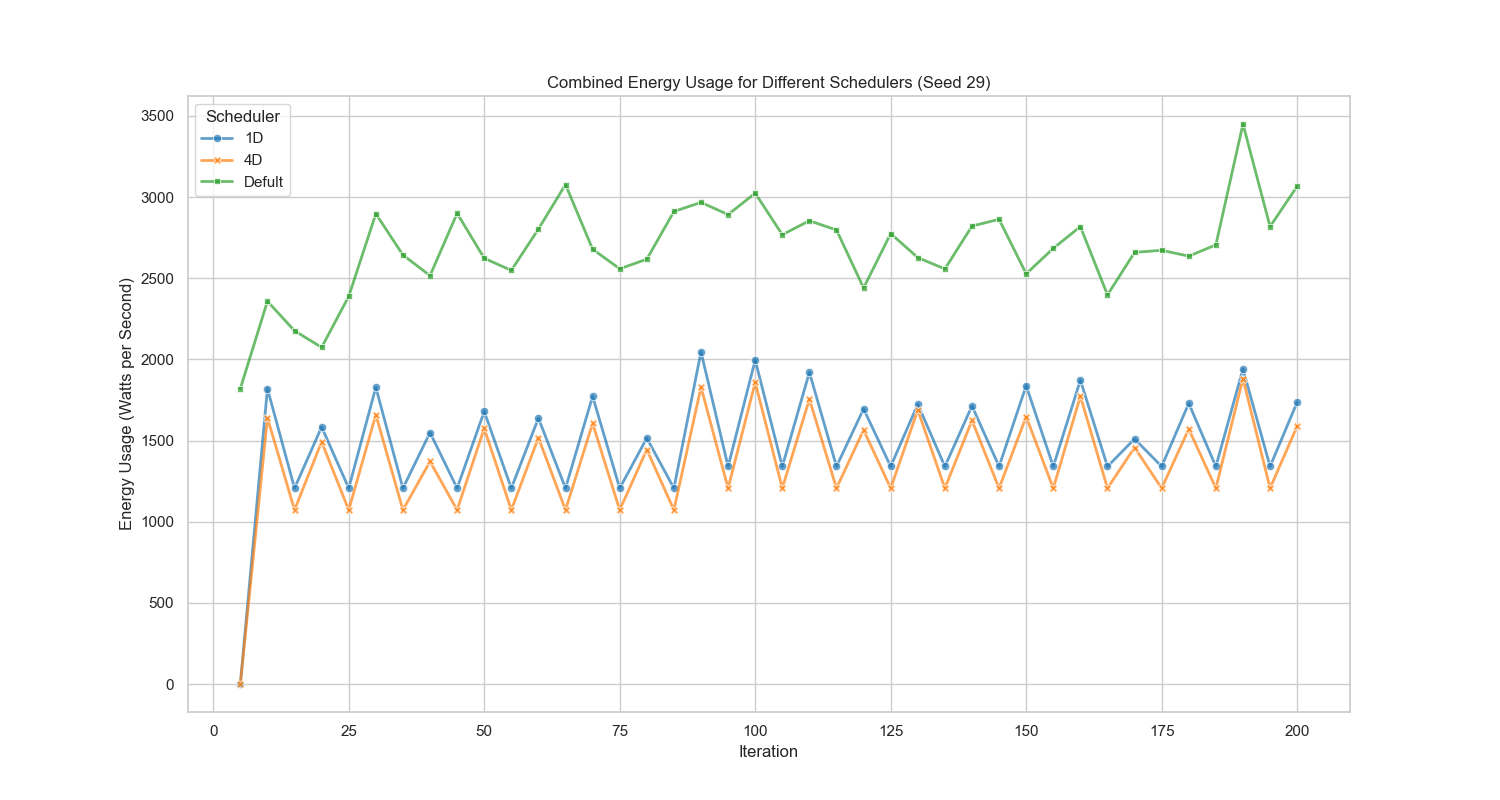 Combined Energy Usage for Different Schedulers (Seed 29)
Scheduler
1D
4D
Defult
Energy Usage (Watts per Second)
3500
3000
2500
2000
1500
1000
500
0
0 25 50 75 100 125 150 175 200
Iteration